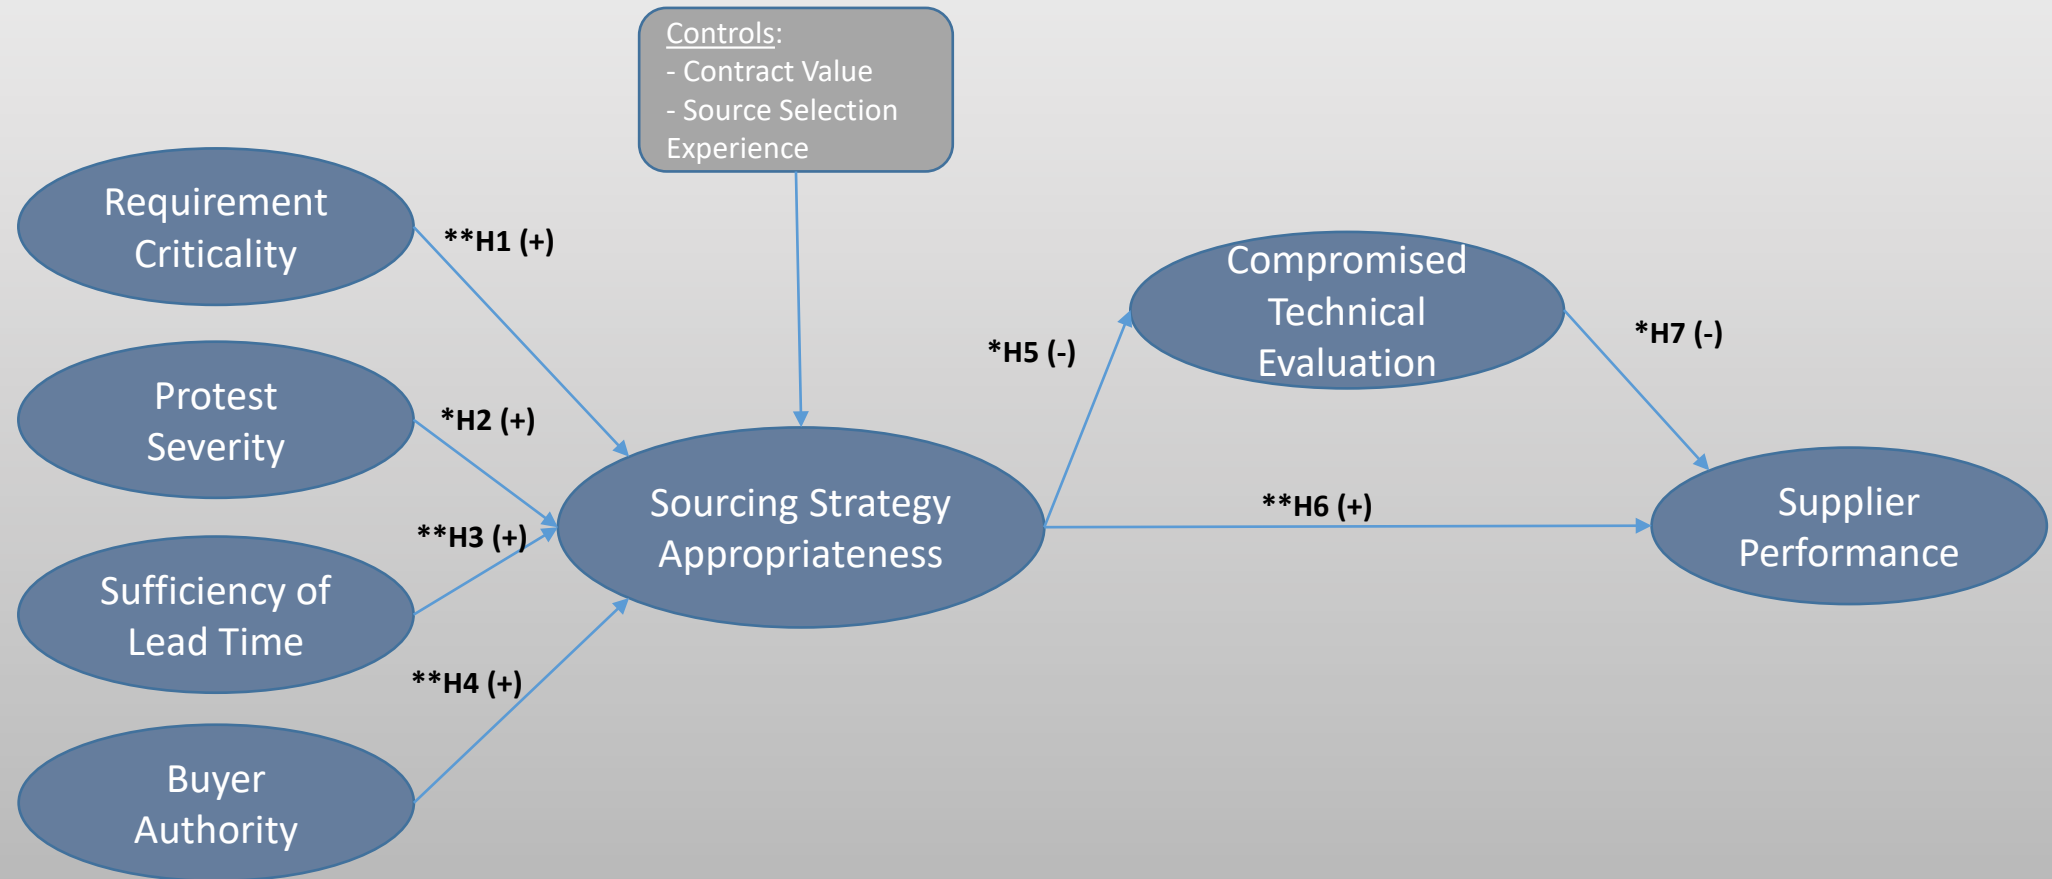 Controls:
- Contract Value
- Source Selection
Experience
Requirement
Criticality
**H1 (+)
Protest
Severity
*H2 (+)
Sufficiency of
Lead Time
**H3 (+)
Buyer
Authority
**H4 (+)
Sourcing Strategy
Appropriateness
*H5 (-)
Compromised
Technical
Evaluation
**H6 (+)
*H7 (-)
Supplier
Performance